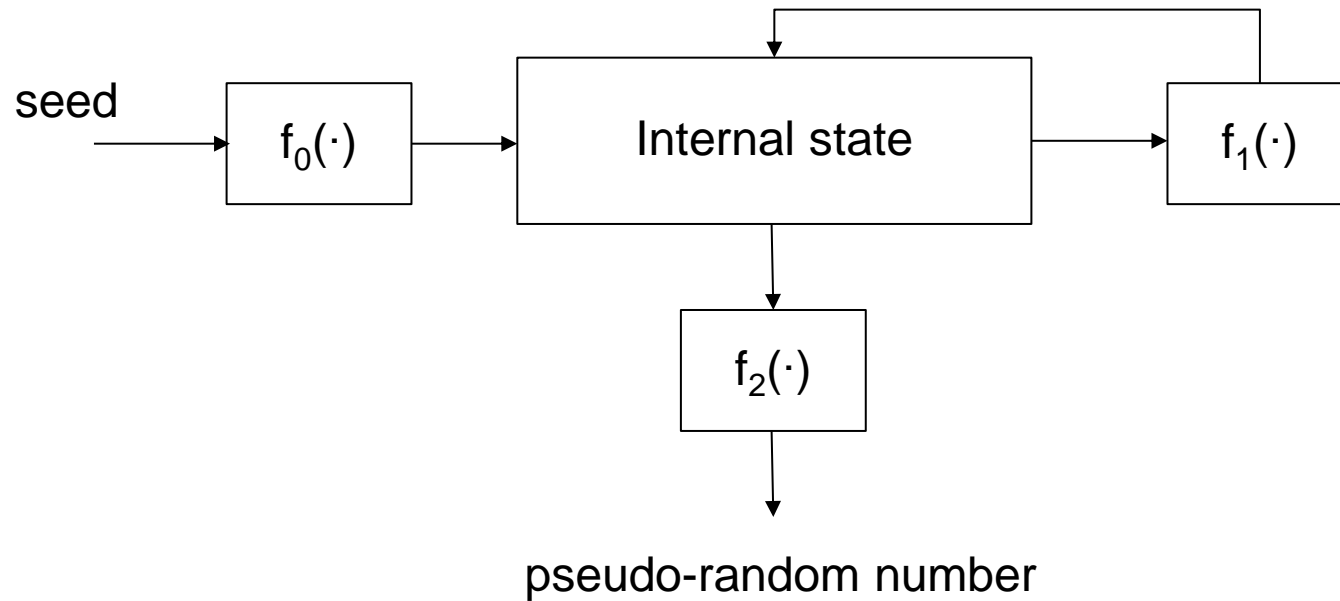 seed
f₀(·)
Internal state
f₁(·)
f₂(·)
pseudo-random number